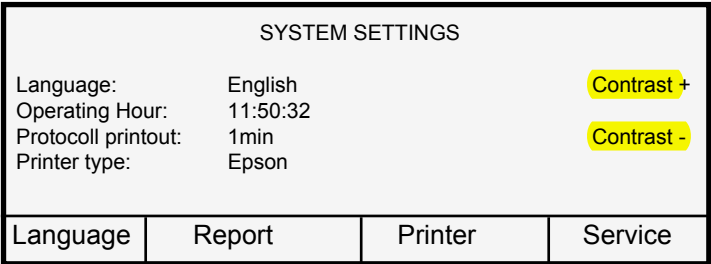 SYSTEM SETTINGS
Language: English Contrast +
Operating Hour: 11:50:32
Protocoll printout: 1min Contrast -
Printer type: Epson
Language Report Printer Service